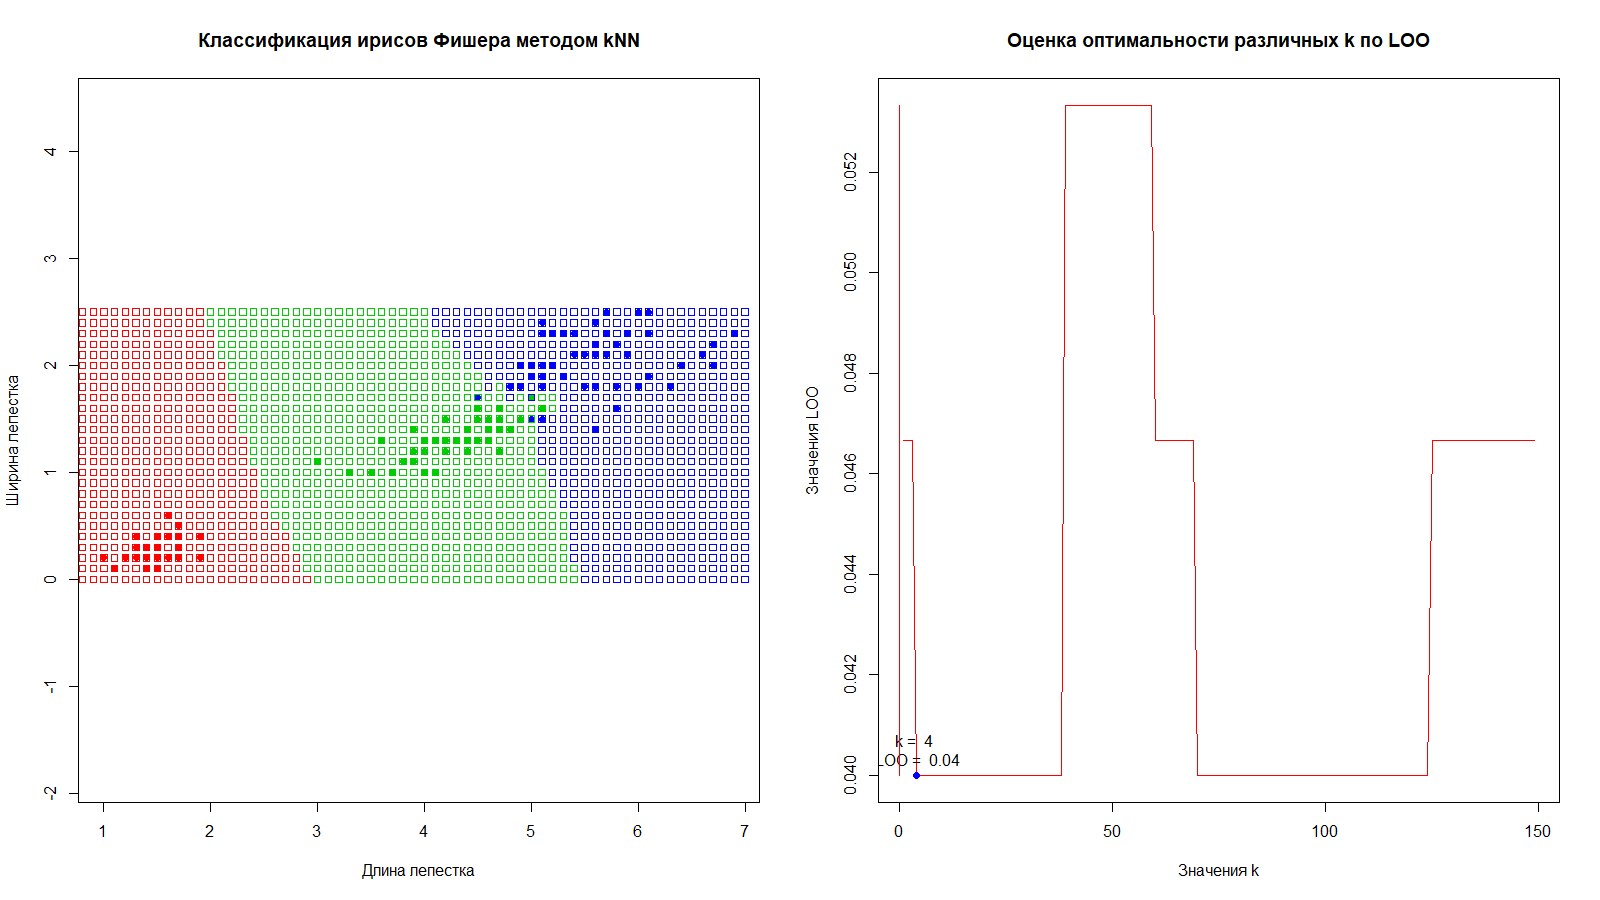 Классификация ирисов Фишера методом kNN
Ширина лепестка
4
3
2
1
0
-1
-2
1 2 3 4 5 6 7
Длина лепестка
Оценка оптимальности различных k по LOO
Значения LOO
0.052
0.050
0.048
0.046
0.044
0.042
0.040
k = 4
LOO = 0.04
0 50 100 150
Значения k